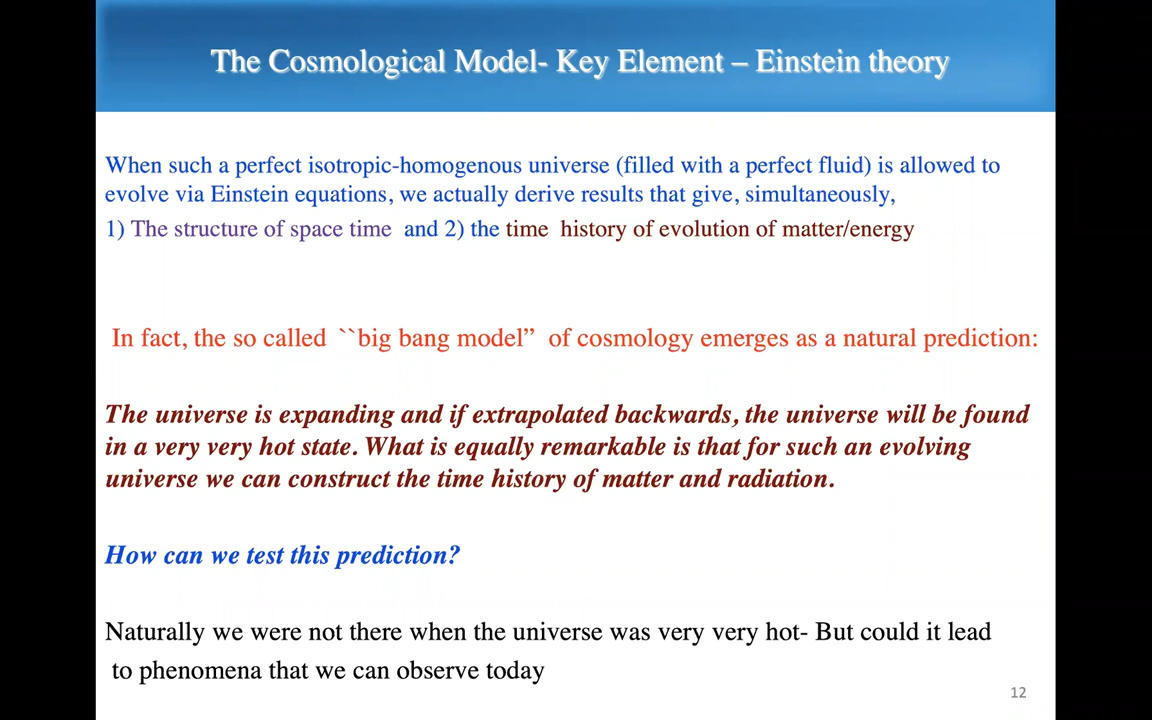 The Cosmological Model- Key Element – Einstein theory
When such a perfect isotropic-homogenous universe (filled with a perfect fluid) is allowed to
evolve via Einstein equations, we actually derive results that give, simultaneously,
1) The structure of space time and 2) the time history of evolution of matter/energy
In fact, the so called ``big bang model” of cosmology emerges as a natural prediction:
The universe is expanding and if extrapolated backwards, the universe will be found
in a very very hot state. What is equally remarkable is that for such an evolving
universe we can construct the time history of matter and radiation.
How can we test this prediction?
Naturally we were not there when the universe was very very hot- But could it lead
to phenomena that we can observe today
12